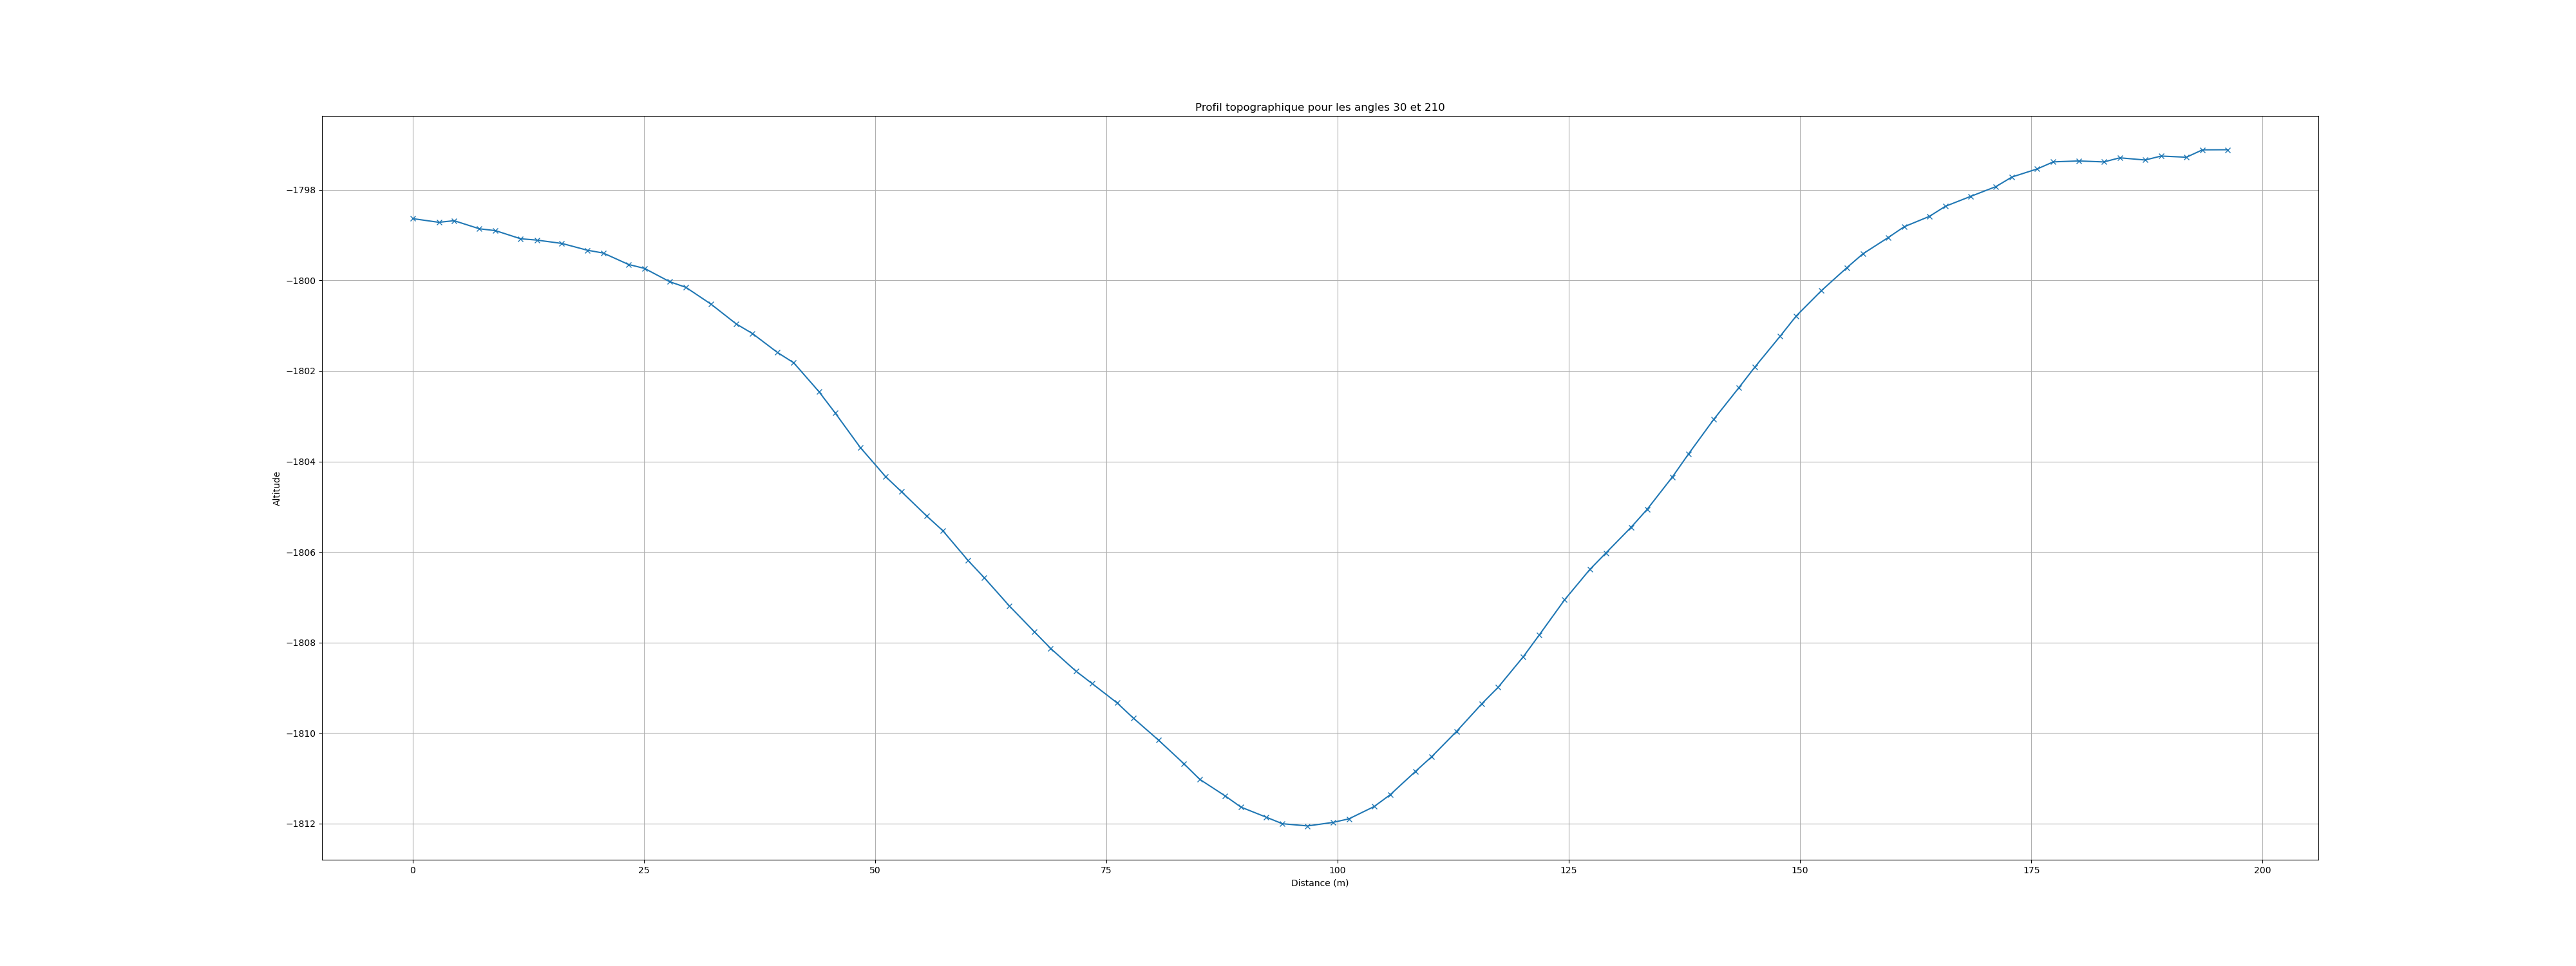 Profil topographique pour les angles 30 et 210
−1798
−1800
−1802
−1804
Altitude
−1806
−1808
−1810
−1812
0 25 50 75 100 125 150 175 200
Distance (m)